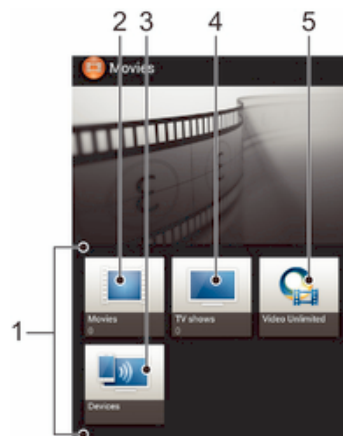 2 3 4 5
Movies
1
Movies
0
TV shows
0
Video Unlimited
Devices